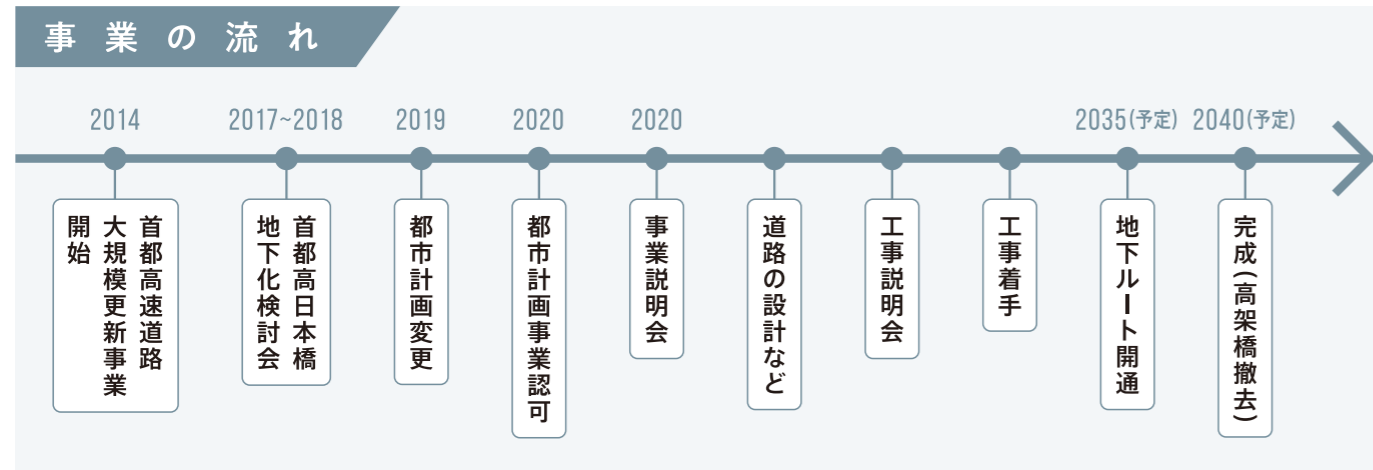 事業の流れ
2014
首都高速道路
大規模更新事業
開始
2017~2018
首都高日本橋
地下化検討会
2019
都市計画変更
2020
都市計画事業認可
2020
事業説明会
道路の設計など
工事説明会
工事着手
2035(予定)
地下ルート開通
2040(予定)
完成(高架橋撤去)